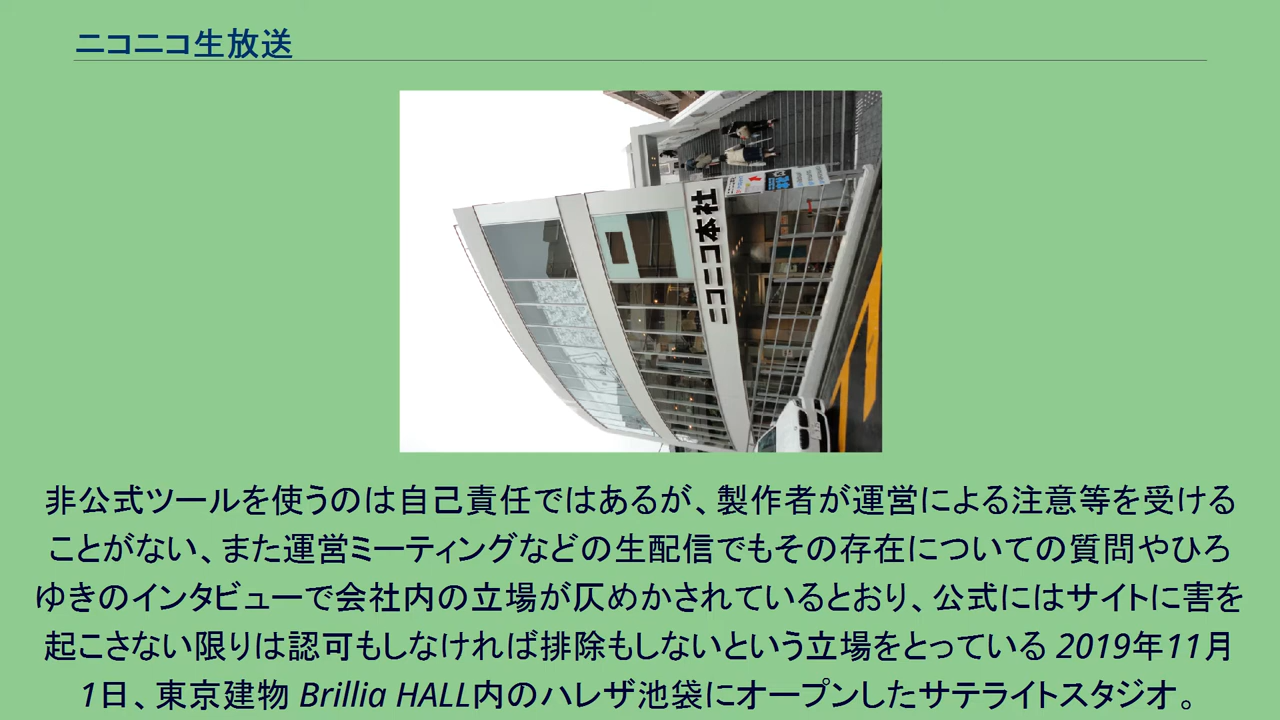 ニコニコ生放送
ニコニコ本社
非公式ツールを使うのは自己責任ではあるが、製作者が運営による注意等を受ける
ことがない、また運営ミーティングなどの生配信でもその存在についての質問やひろ
ゆきのインタビューで会社内の立場が仄めかされているとおり、公式にはサイトに害を
起こさない限りは認可もしなければ排除もしないという立場をとっている 2019年11月
1日、東京建物 Brillia HALL内のハレザ池袋にオープンしたサテライトスタジオ。